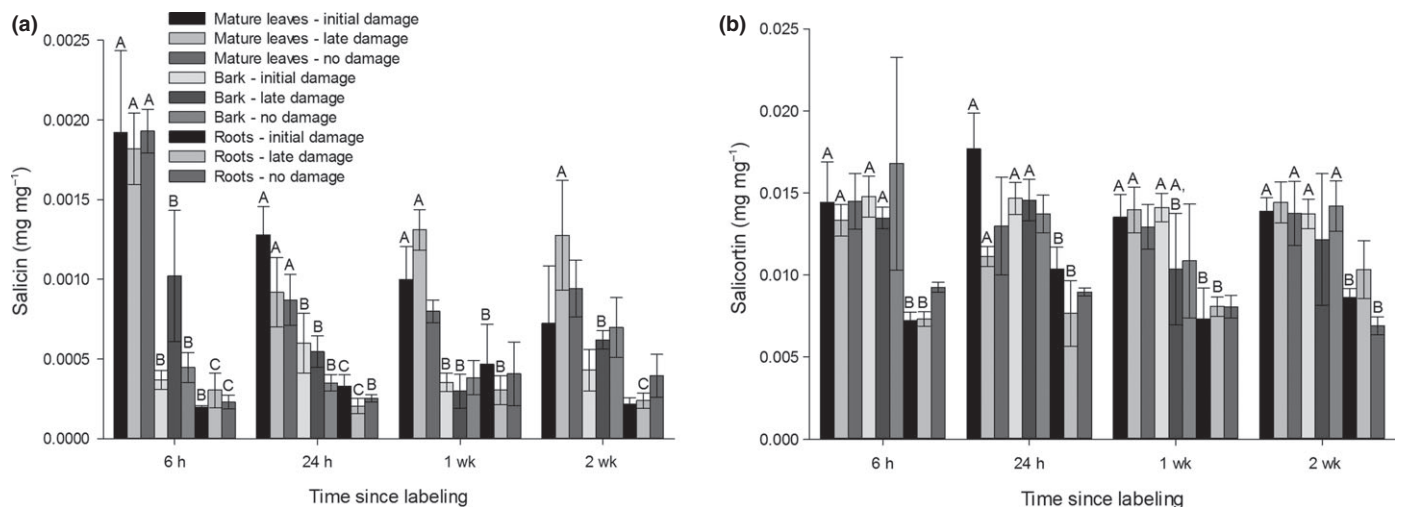 (a)
Mature leaves - initial damage
Mature leaves - late damage
Mature leaves - no damage
Bark - initial damage
Bark - late damage
Bark - no damage
Roots - initial damage
Roots - late damage
Roots - no damage
Salicin (mg mg⁻¹)
0.0025
0.0020
0.0015
0.0010
0.0005
0.0000
A A A B B B B C C
A A A B B B C C B
A A B B B B
A B C
6 h 24 h 1 wk 2 wk
Time since labeling
(b)
Salicortin (mg mg⁻¹)
0.025
0.020
0.015
0.010
0.005
0.000
A A A A B B
A A A A B B
A A A A, B B B
A A A A B B
6 h 24 h 1 wk 2 wk
Time since labeling